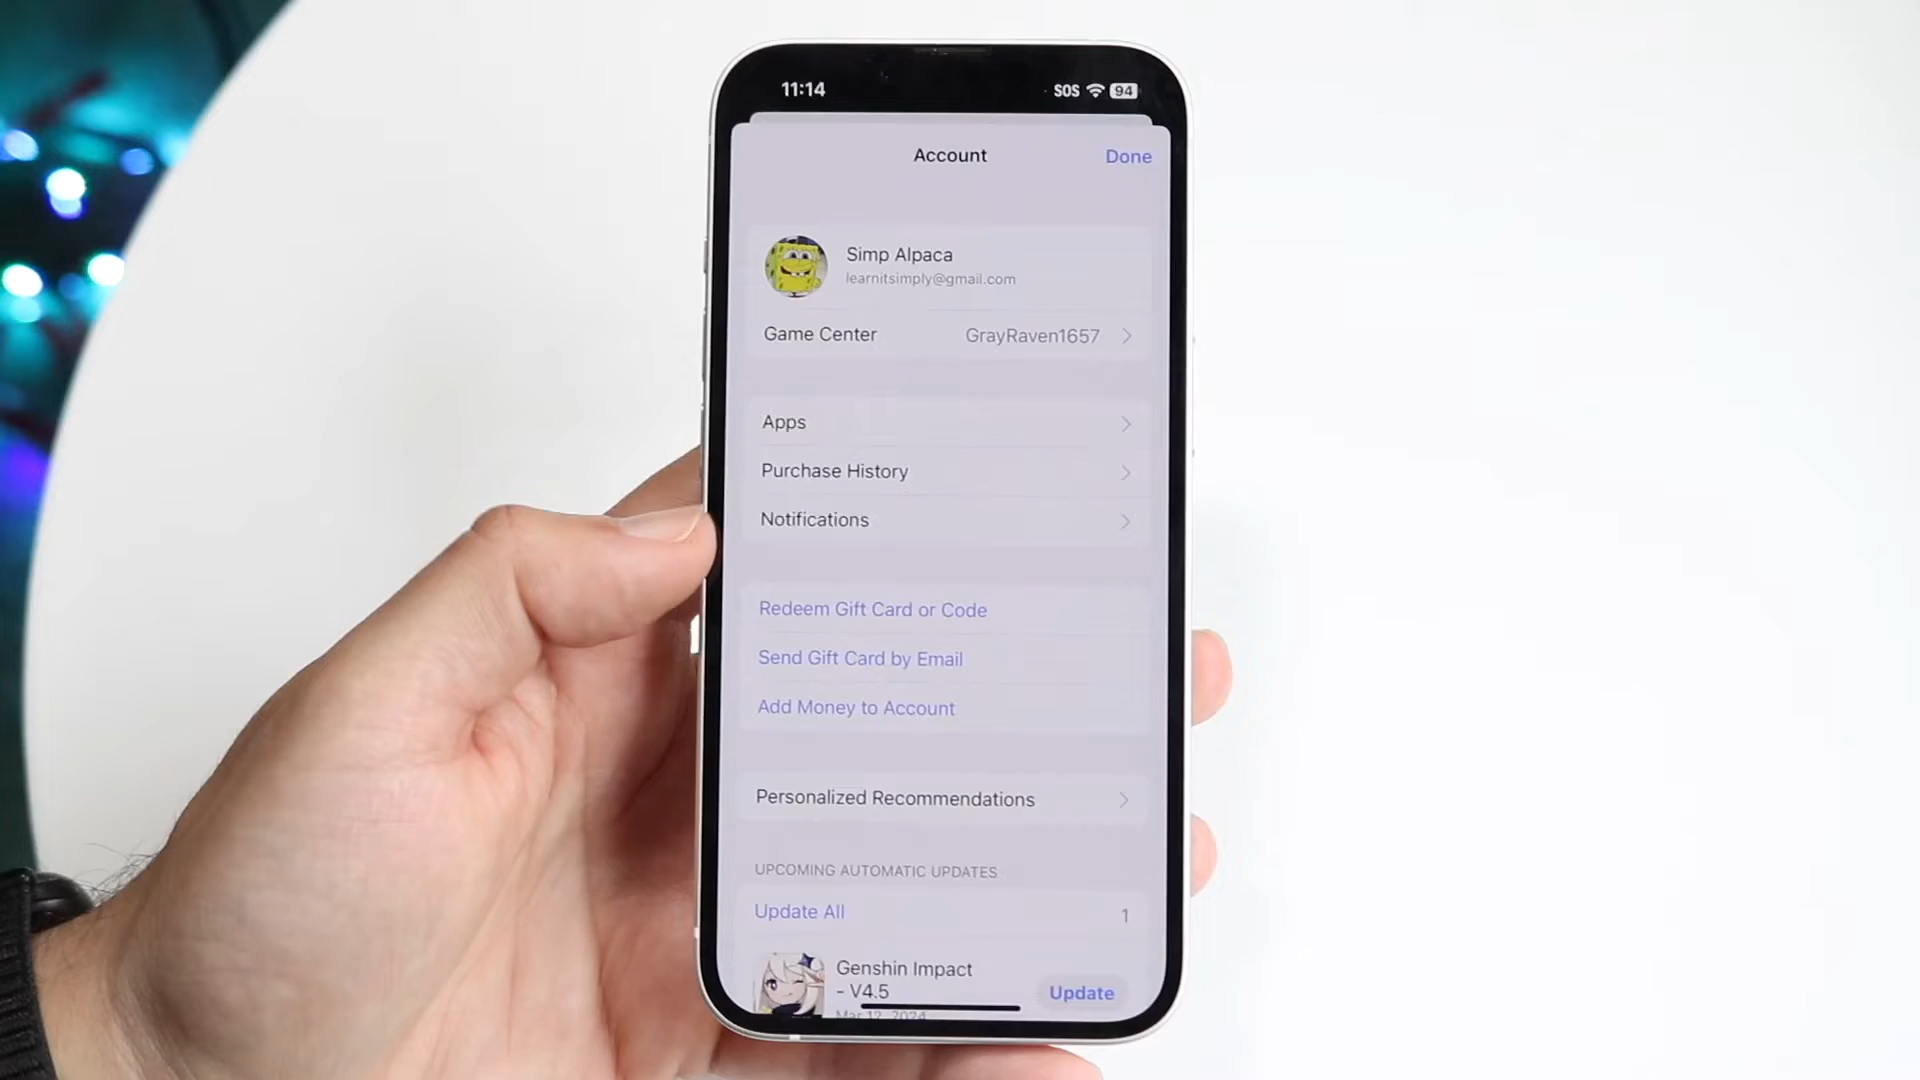 11:14
SOS 94
Account
Done
Simp Alpaca
learnitsimply@gmail.com
Game Center GrayRaven1657
Apps
Purchase History
Notifications
Redeem Gift Card or Code
Send Gift Card by Email
Add Money to Account
Personalized Recommendations
UPCOMING AUTOMATIC UPDATES
Update All 1
Genshin Impact
- V4.5
Update
Mar 12, 2024